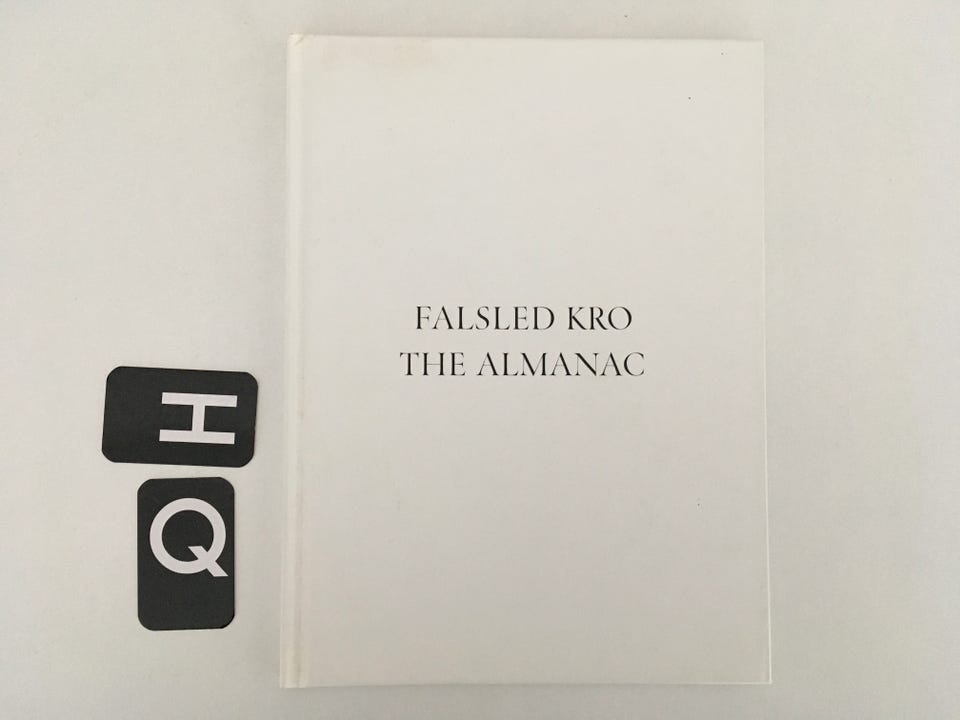 FALSLED KRO
THE ALMANAC
H
Q